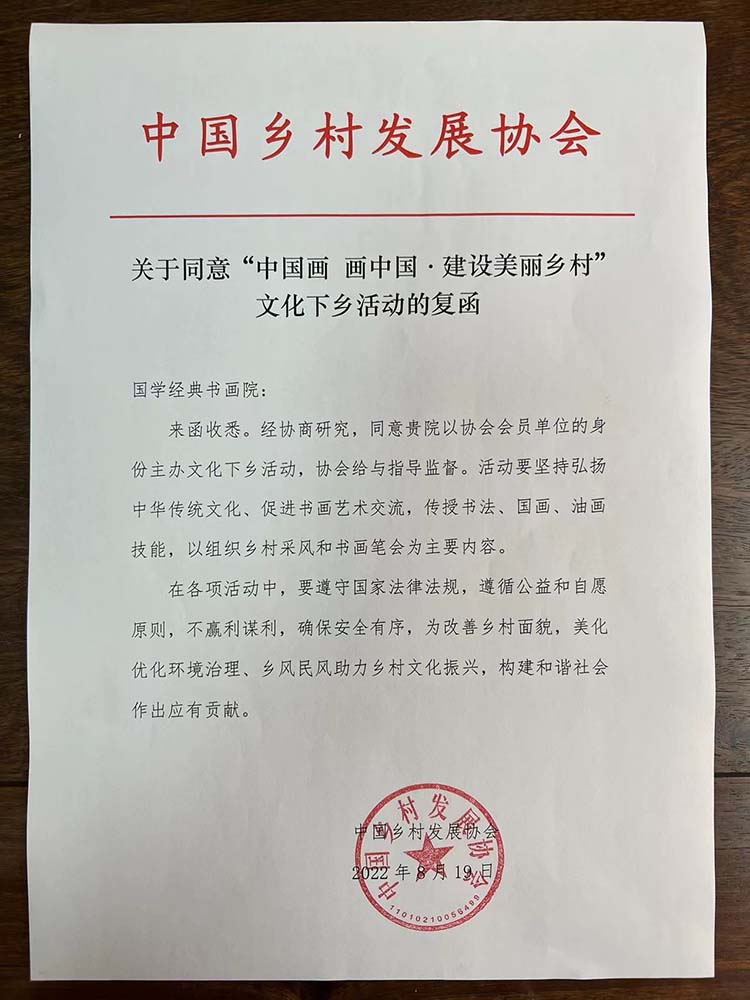 中国乡村发展协会
关于同意“中国画 画中国·建设美丽乡村”
文化下乡活动的复函
国学经典书画院：
来函收悉。经协商研究，同意贵院以协会会员单位的身
份主办文化下乡活动，协会给与指导监督。活动要坚持弘扬
中华传统文化、促进书画艺术交流，传授书法、国画、油画
技能，以组织乡村采风和书画笔会为主要内容。
在各项活动中，要遵守国家法律法规，遵循公益和自愿
原则，不赢利谋利，确保安全有序，为改善乡村面貌，美化
优化环境治理、乡风民风助力乡村文化振兴，构建和谐社会
作出应有贡献。
中国乡村发展协会
2022年8月19日
中国乡村发展协会
11010210056499